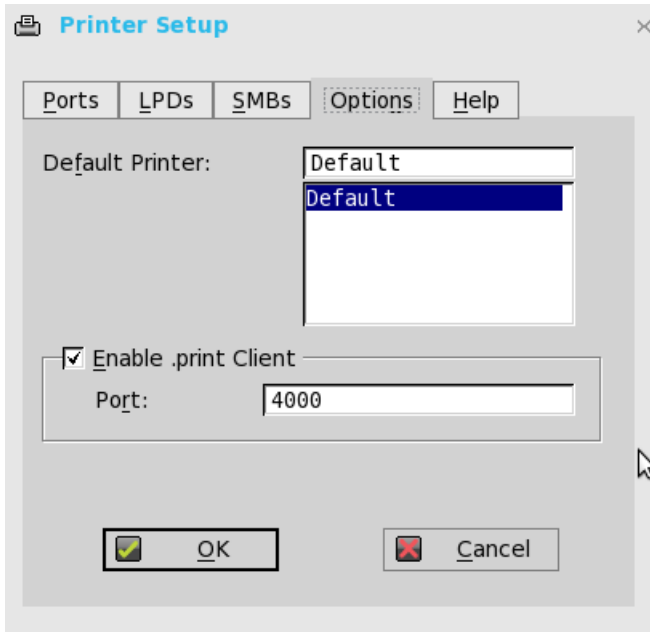 Printer Setup
Ports LPDs SMBs Options Help
Default Printer: Default
Default
Enable .print Client
Port: 4000
OK Cancel